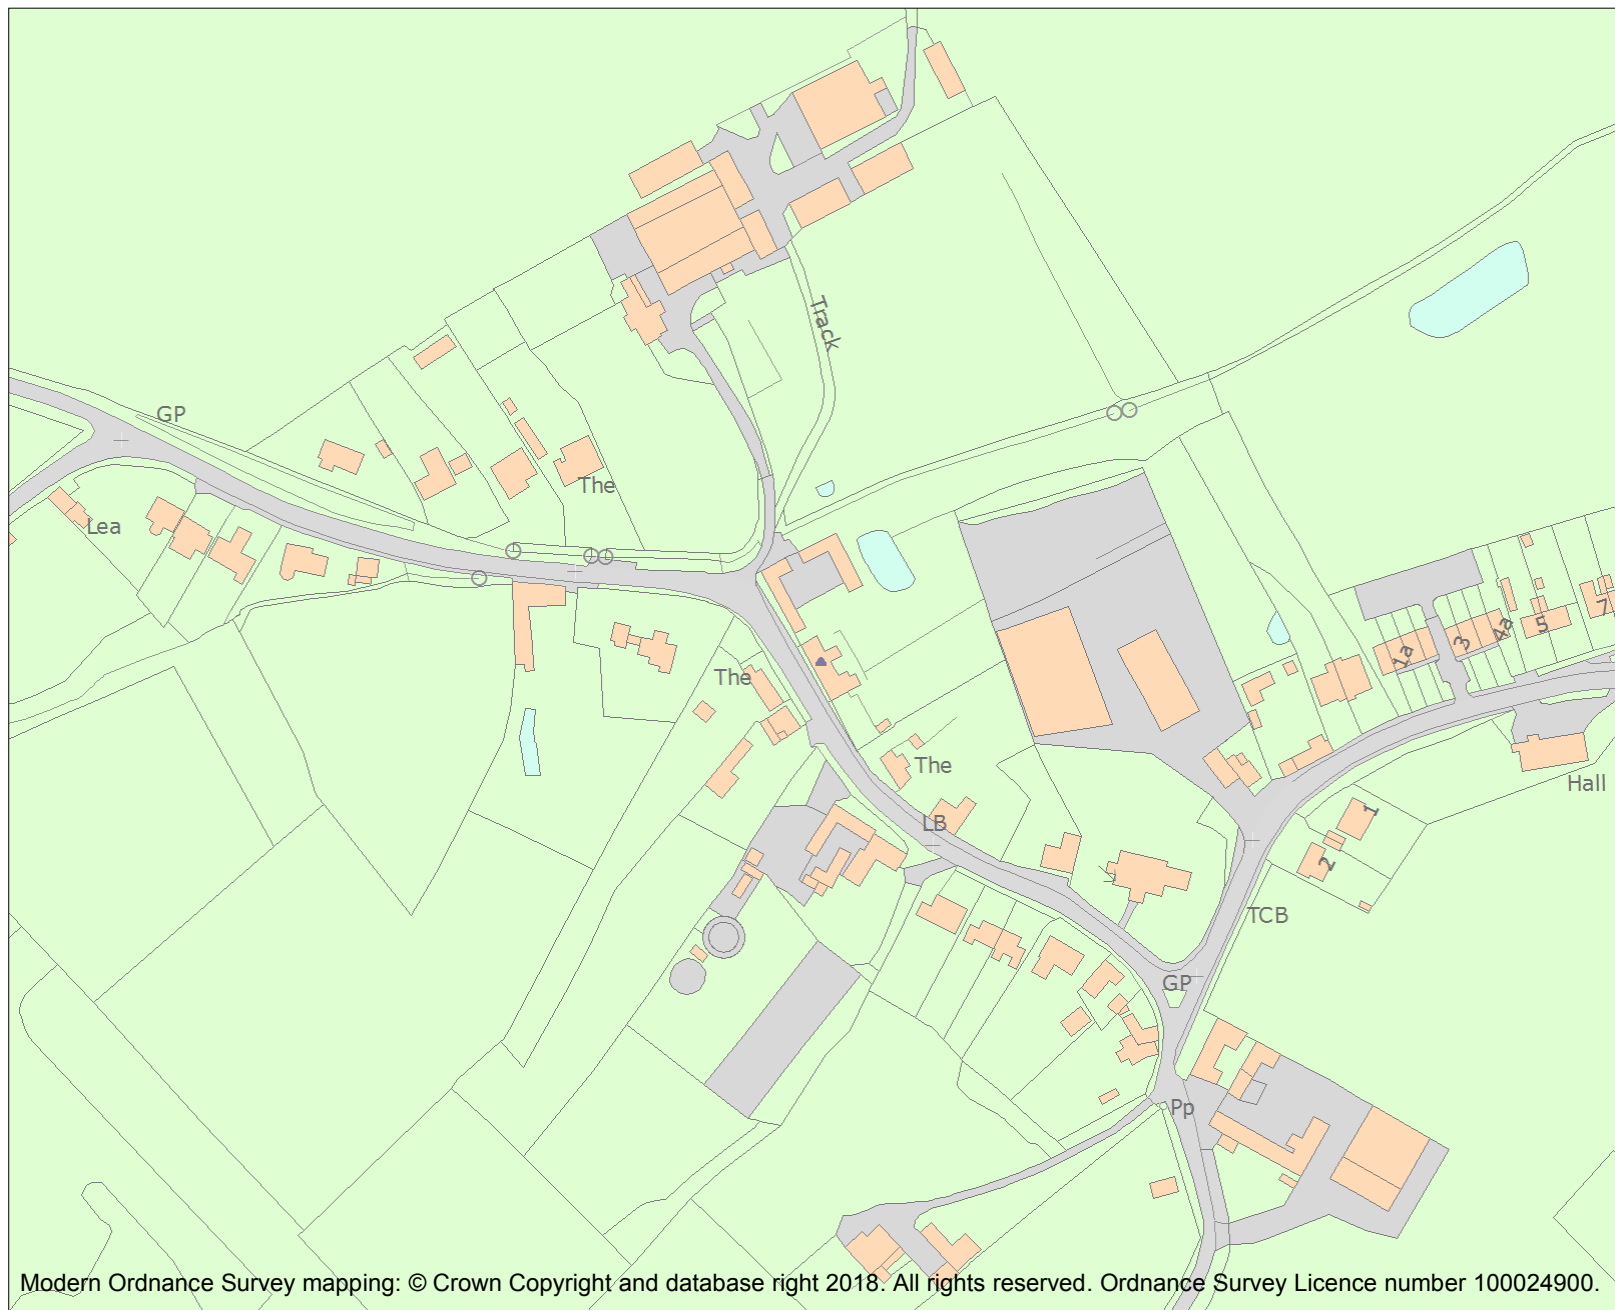 Track
GP
The
Lea
The
The
LB
1a
3
4a
5
7
Hall
1
2
TCB
GP
Pp
Modern Ordnance Survey mapping: © Crown Copyright and database right 2018. All rights reserved. Ordnance Survey Licence number 100024900.